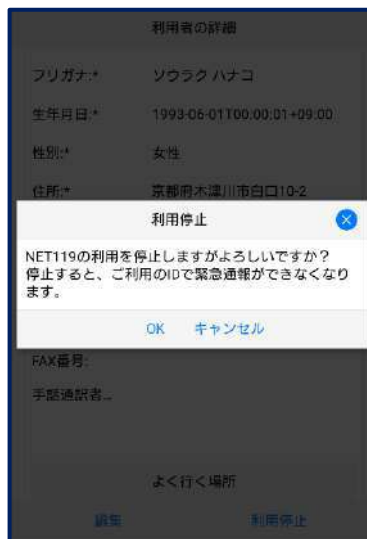 利用者の詳細
フリガナ:* ソウラク ハナコ
生年月日:* 1993-06-01T00:00:01+09:00
性別:* 女性
住所:* 京都府木津川市白口10-2
利用停止
NET119の利用を停止しますがよろしいですか?
停止すると、ご利用のIDで緊急通報ができなくなり
ます。
OK キャンセル
FAX番号:
手話通訳者...
よく行く場所
編集 利用停止